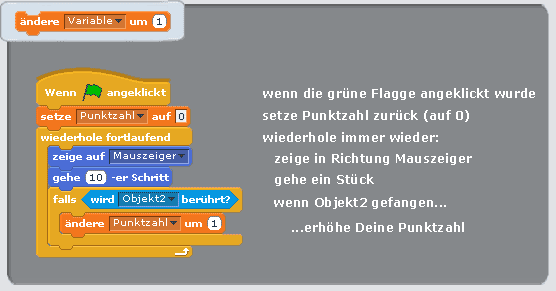 ändere Variable um 1
Wenn angeklickt
setze Punktzahl auf 0
wiederhole fortlaufend
zeige auf Mauszeiger
gehe 10 -er Schritt
falls wird Objekt2 berührt?
ändere Punktzahl um 1
wenn die grüne Flagge angeklickt wurde
setze Punktzahl zurück (auf 0)
wiederhole immer wieder:
zeige in Richtung Mauszeiger
gehe ein Stück
wenn Objekt2 gefangen...
...erhöhe Deine Punktzahl